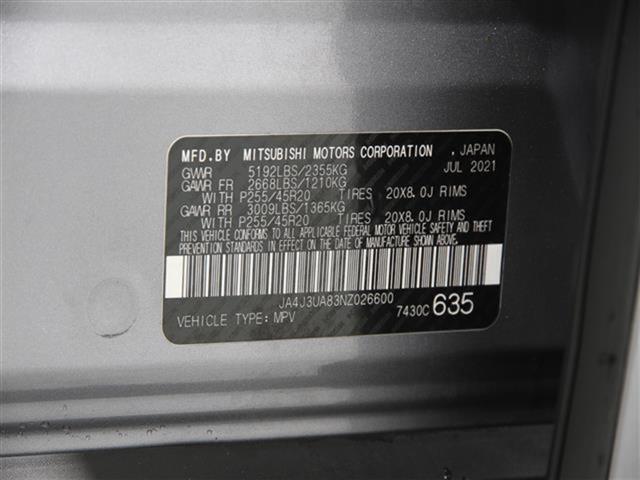 MFD.BY MITSUBISHI MOTORS CORPORATION , JAPAN
GVWR 5192LBS/2355KG JUL 2021
GAWR FR 2668LBS/1210KG
WITH P255/45R20 TIRES 20X8.0J RIMS
GAWR RR 3009LBS/1365KG
WITH P255/45R20 TIRES 20X8.0J RIMS
THIS VEHICLE CONFORMS TO ALL APPLICABLE FEDERAL MOTOR VEHICLE SAFETY AND THEFT
PREVENTION STANDARDS IN EFFECT ON THE DATE OF MANUFACTURE SHOWN ABOVE.
JA4J3UA83NZ026600
VEHICLE TYPE: MPV 7430C 635